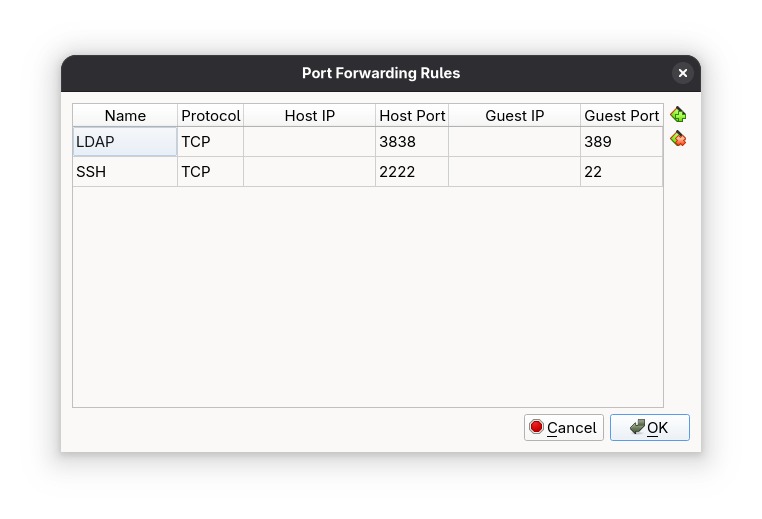 Port Forwarding Rules
Name Protocol Host IP Host Port Guest IP Guest Port
LDAP TCP 3838 389
SSH TCP 2222 22
Cancel OK